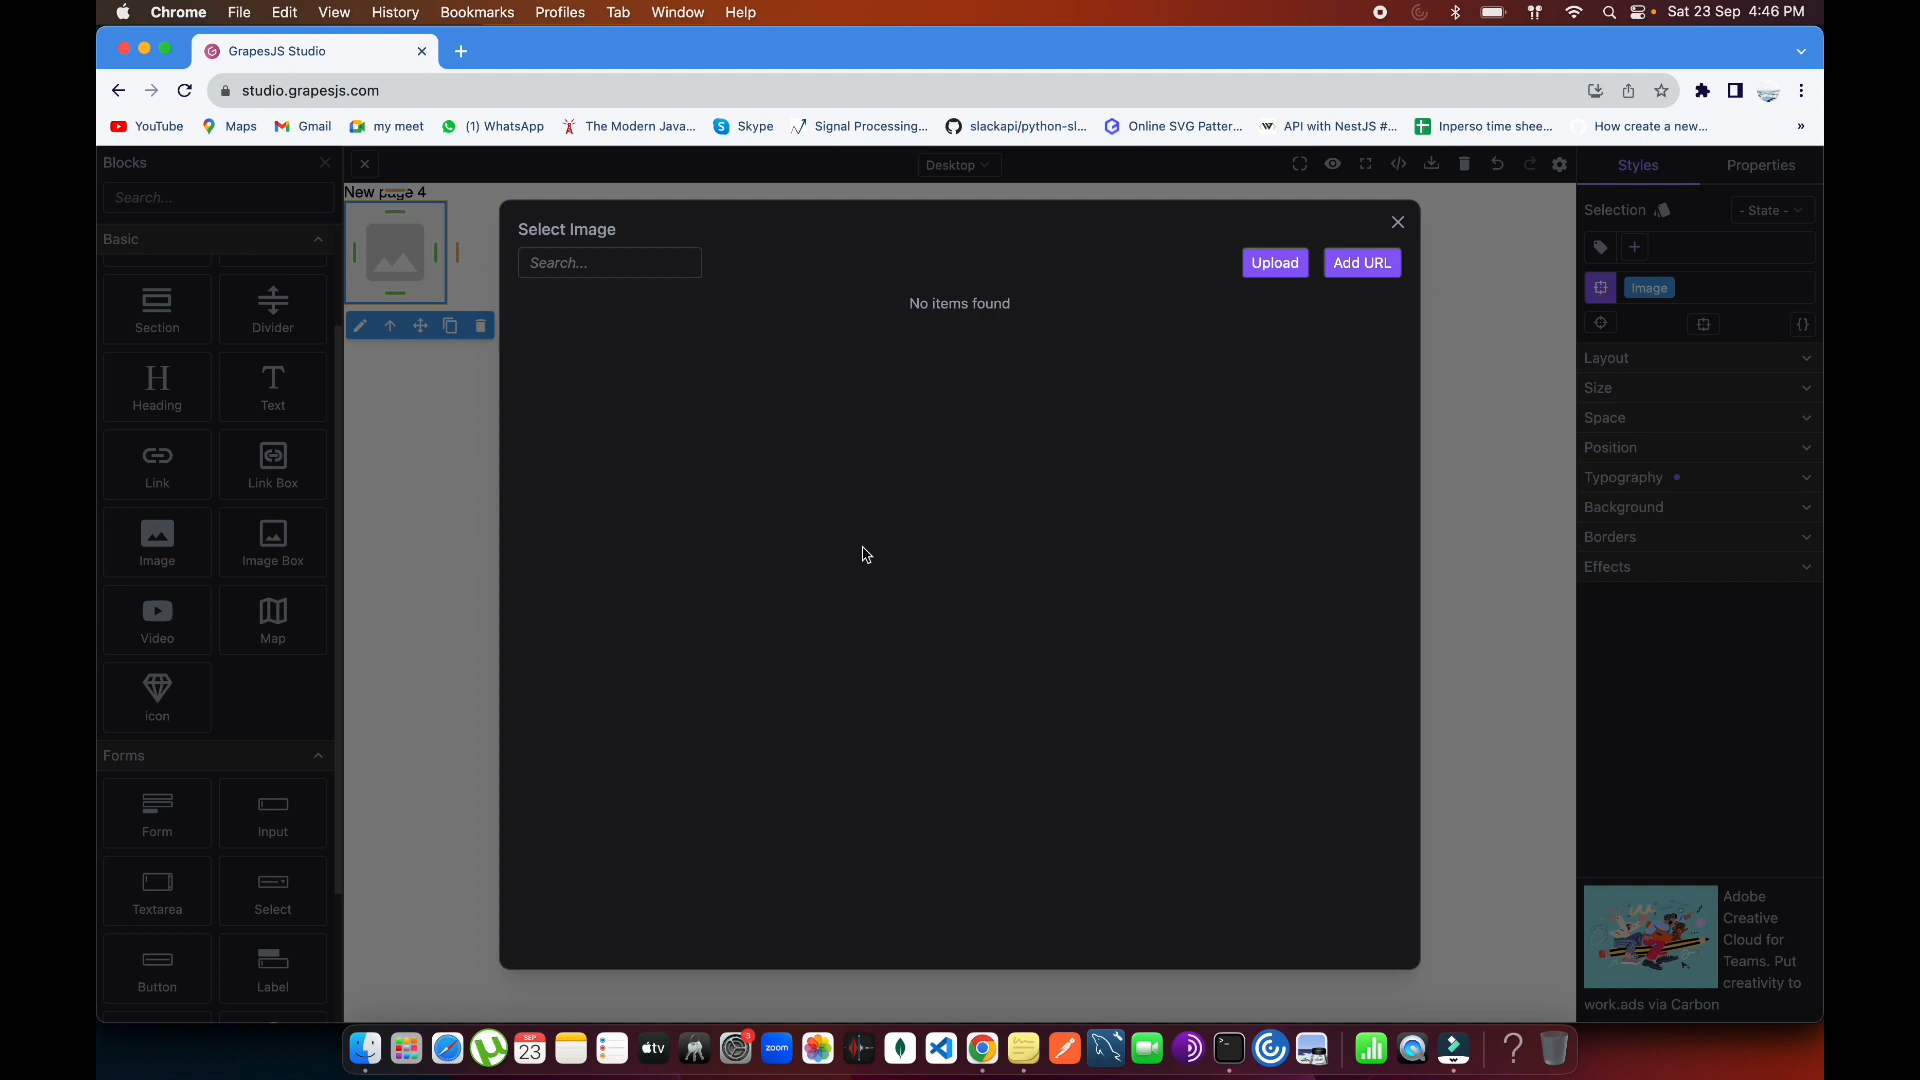 Chrome File Edit View History Bookmarks Profiles Tab Window Help Sat 23 Sep 4:46 PM
GrapesJS Studio
studio.grapesjs.com
YouTube Maps Gmail my meet (1) WhatsApp The Modern Java... Skype Signal Processing... slackapi/python-sl... Online SVG Patter... API with NestJS #... Inperso time shee... How create a new... »
Blocks Desktop Styles Properties
Search...
New page 4
Selection - State -
Basic
Image
Section Divider
Heading Text
Link Link Box
Image Image Box
Video Map
icon
Forms
Form Input
Textarea Select
Button Label
Select Image
Search... Upload Add URL
No items found
{}
Layout
Size
Space
Position
Typography
Background
Borders
Effects
Adobe
Creative
Cloud for
Teams. Put
creativity to
work.ads via Carbon
3
SEP
23
tv
zoom